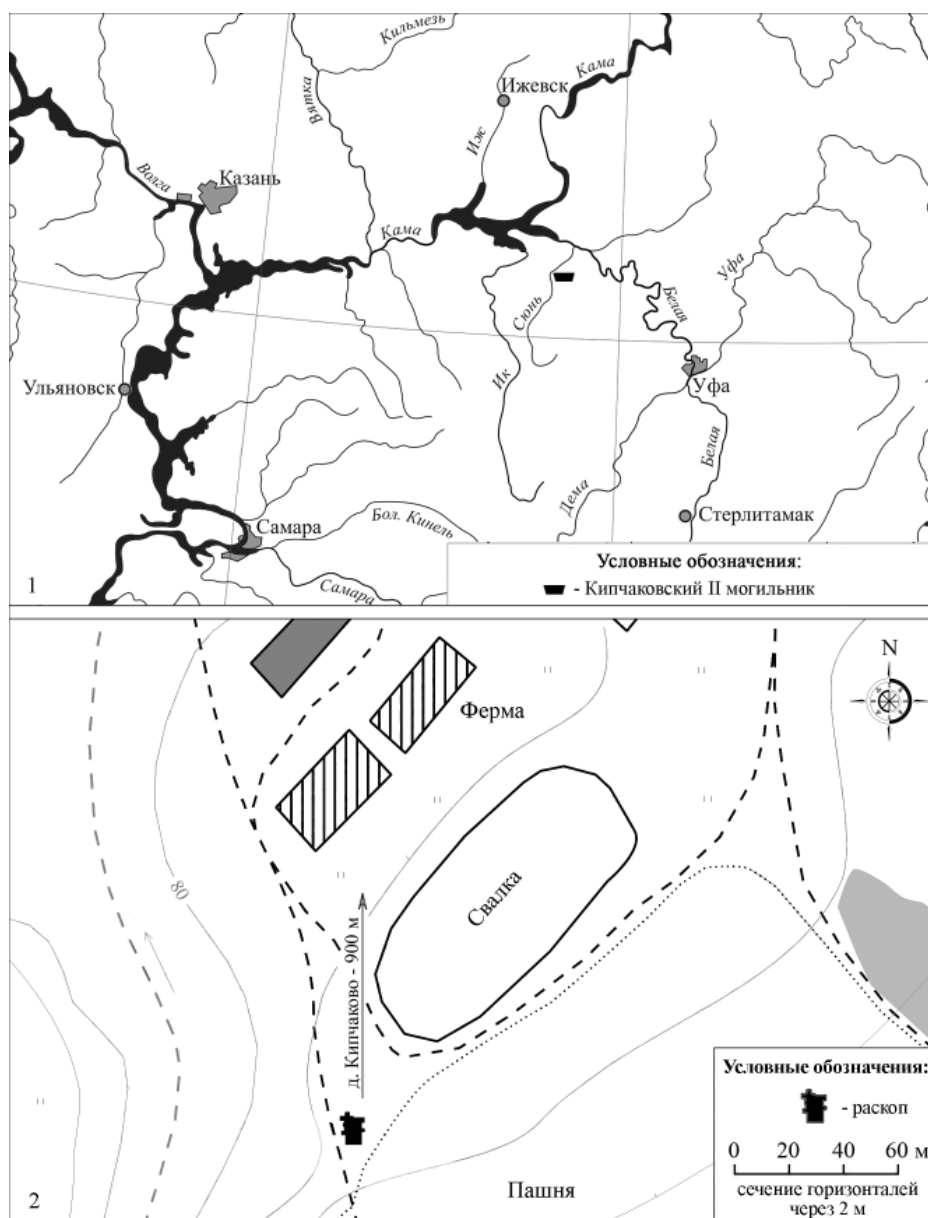 Кильмезь
Кама
Ижевск
Вятка
Иж
Волга
Казань
Кама
Уфа
Сюнь
Белая
Ульяновск
Ик
Уфа
Белая
Дема
Стерлитамак
Самара
Бол. Кинель
Самара
Условные обозначения:
- Кипчаковский II могильник
1
N
Ферма
80
Свалка
д. Кипчаково - 900 м
Условные обозначения:
- раскоп
0 20 40 60 м
сечение горизонталей
через 2 м
Пашня
2